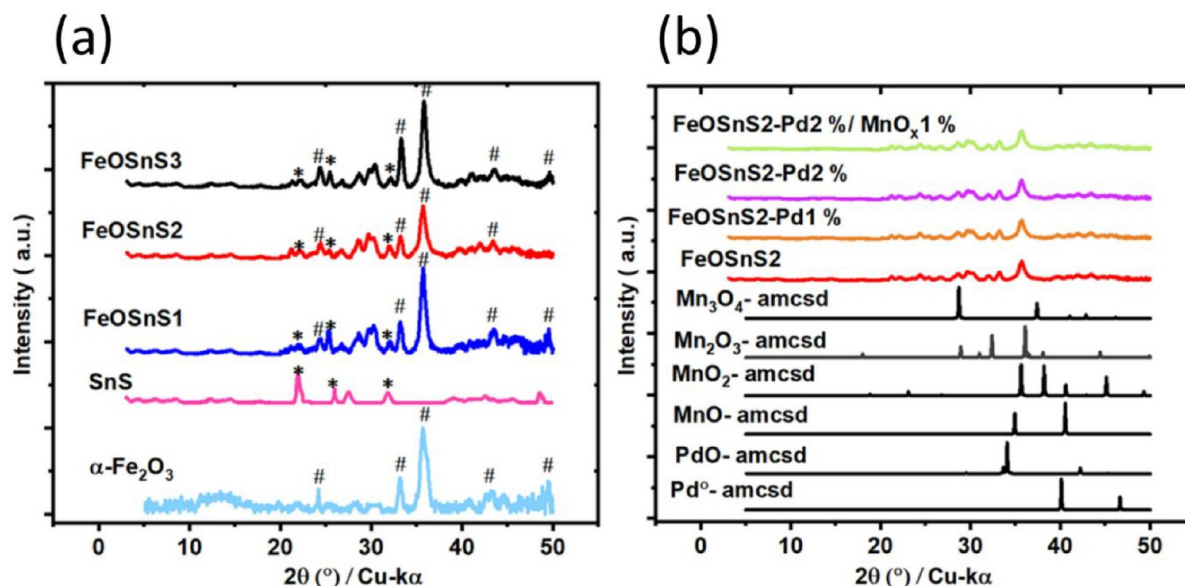 (a)
(b)
Intensity ( a.u.)
FeOSnS3
* # * * # # # #
FeOSnS2
* # * * # # #
FeOSnS1
* # * * # # # #
SnS
* * *
α-Fe₂O₃
# # # # #
0 10 20 30 40 50
2θ (°) / Cu-kα
Intensity ( a.u.)
FeOSnS2-Pd2 %/ MnOₓ1 %
FeOSnS2-Pd2 %
FeOSnS2-Pd1 %
FeOSnS2
Mn₃O₄- amcsd
Mn₂O₃- amcsd
MnO₂- amcsd
MnO- amcsd
PdO- amcsd
Pd°- amcsd
0 10 20 30 40 50
2θ (°) / Cu-kα